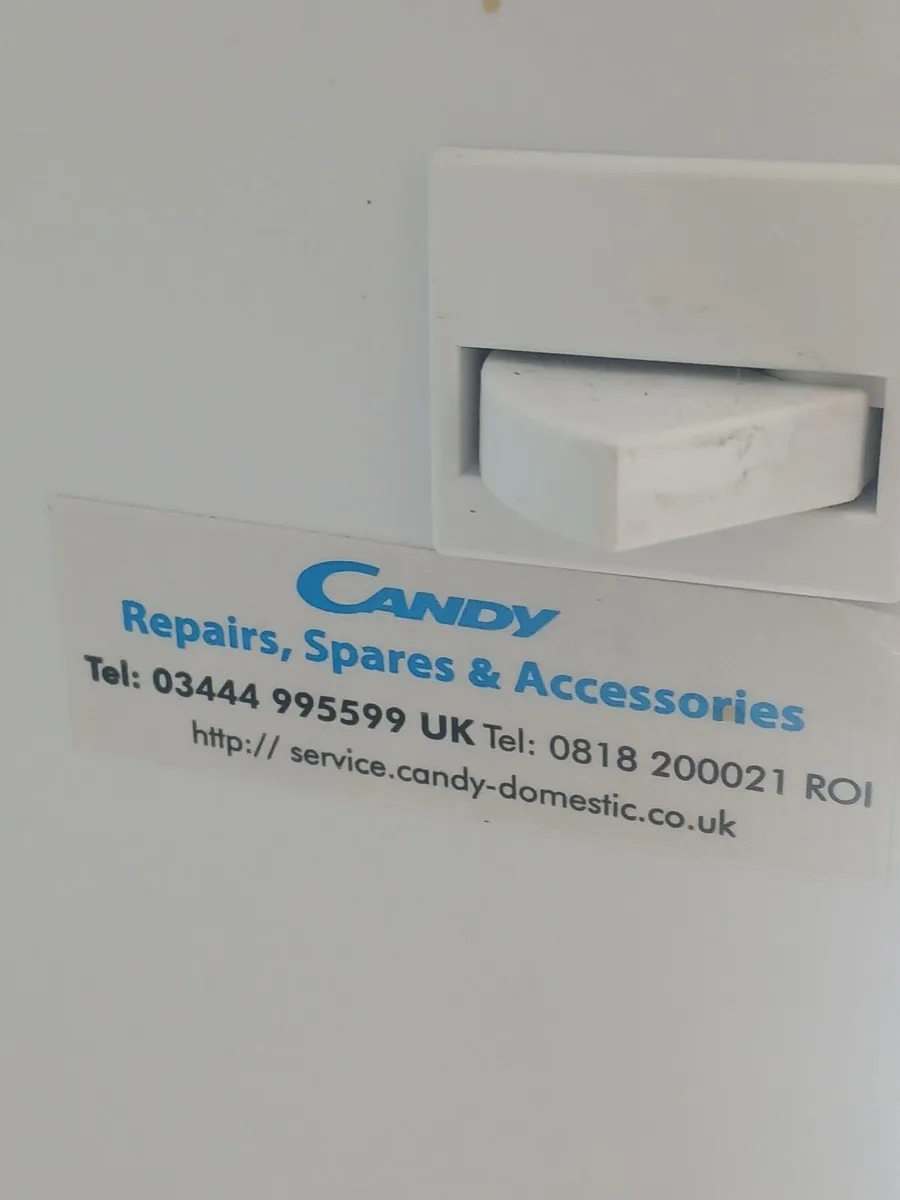 CANDY
Repairs, Spares & Accessories
Tel: 03444 995599 UK Tel: 0818 200021 ROI
http:// service.candy-domestic.co.uk